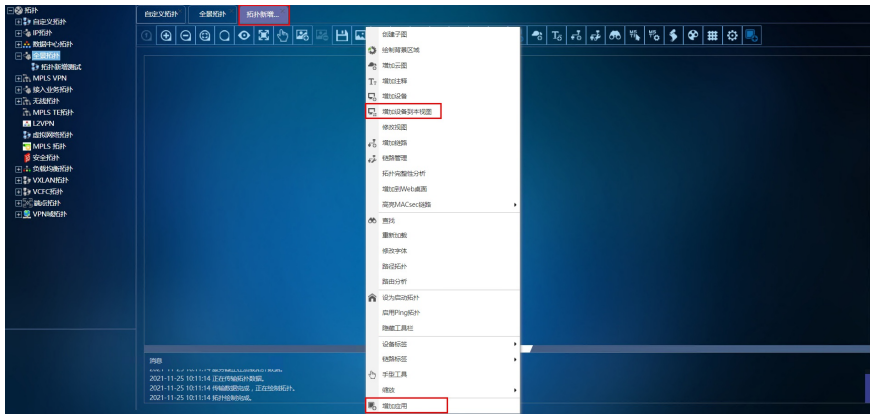 拓扑
自定义拓扑
IP拓扑
数据中心拓扑
全景拓扑
拓扑新增测试
MPLS VPN
接入业务拓扑
无线拓扑
MPLS TE拓扑
L2VPN
虚拟网络拓扑
MPLS 拓扑
安全拓扑
负载均衡拓扑
VXLAN拓扑
VCFC拓扑
融点拓扑
VPN域拓扑
自定义拓扑
全景拓扑
拓扑新增...
创建子图
绘制背景区域
增加云图
增加注释
增加设备
增加设备到本视图
修改视图
增加链路
链路管理
拓扑完整性分析
增加到Web桌面
高亮MACsec链路
查找
重新加载
修改字体
路径拓扑
路由分析
设为启动拓扑
启用Ping拓扑
隐藏工具栏
设备标签
链路标签
手型工具
缩放
增加应用
消息
2021-11-25 10:11:14 正在传输拓扑数据。
2021-11-25 10:11:14 传输数据完成，正在绘制拓扑。
2021-11-25 10:11:14 拓扑绘制完成。